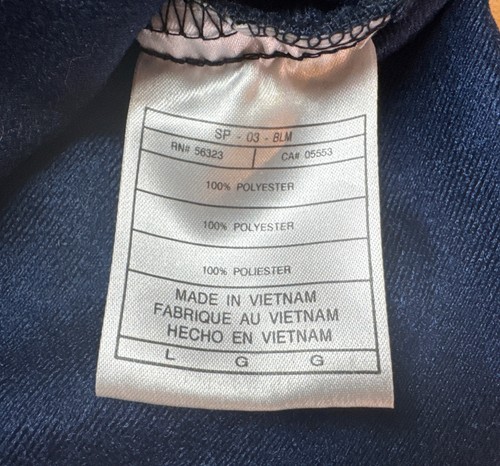 SP - 03 - BLM
RN# 56323 CA# 05553
100% POLYESTER
100% POLYESTER
100% POLIESTER
MADE IN VIETNAM
FABRIQUE AU VIETNAM
HECHO EN VIETNAM
L G G